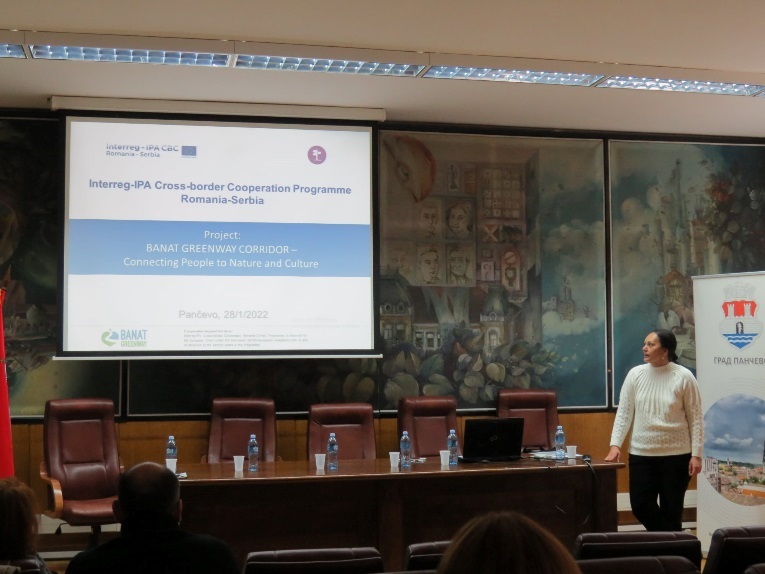 interreg - IPA CBC
Romania - Serbia
Interreg-IPA Cross-border Cooperation Programme
Romania-Serbia
Project:
BANAT GREENWAY CORRIDOR –
Connecting People to Nature and Culture
Pančevo, 28/1/2022
BANAT
GREENWAY
ГРАД ПАНЧЕВО